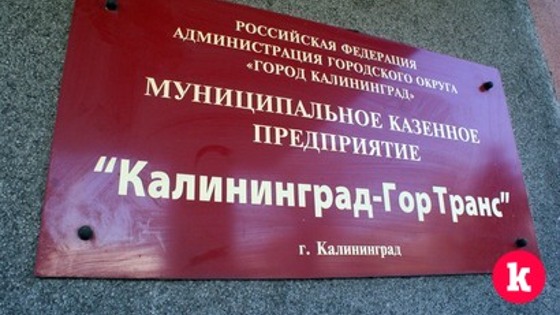 РОССИЙСКАЯ ФЕДЕРАЦИЯ
АДМИНИСТРАЦИЯ ГОРОДСКОГО ОКРУГА
«ГОРОД КАЛИНИНГРАД»
МУНИЦИПАЛЬНОЕ КАЗЕННОЕ
ПРЕДПРИЯТИЕ
“Калининград-ГорТранс”
г. Калининград
k